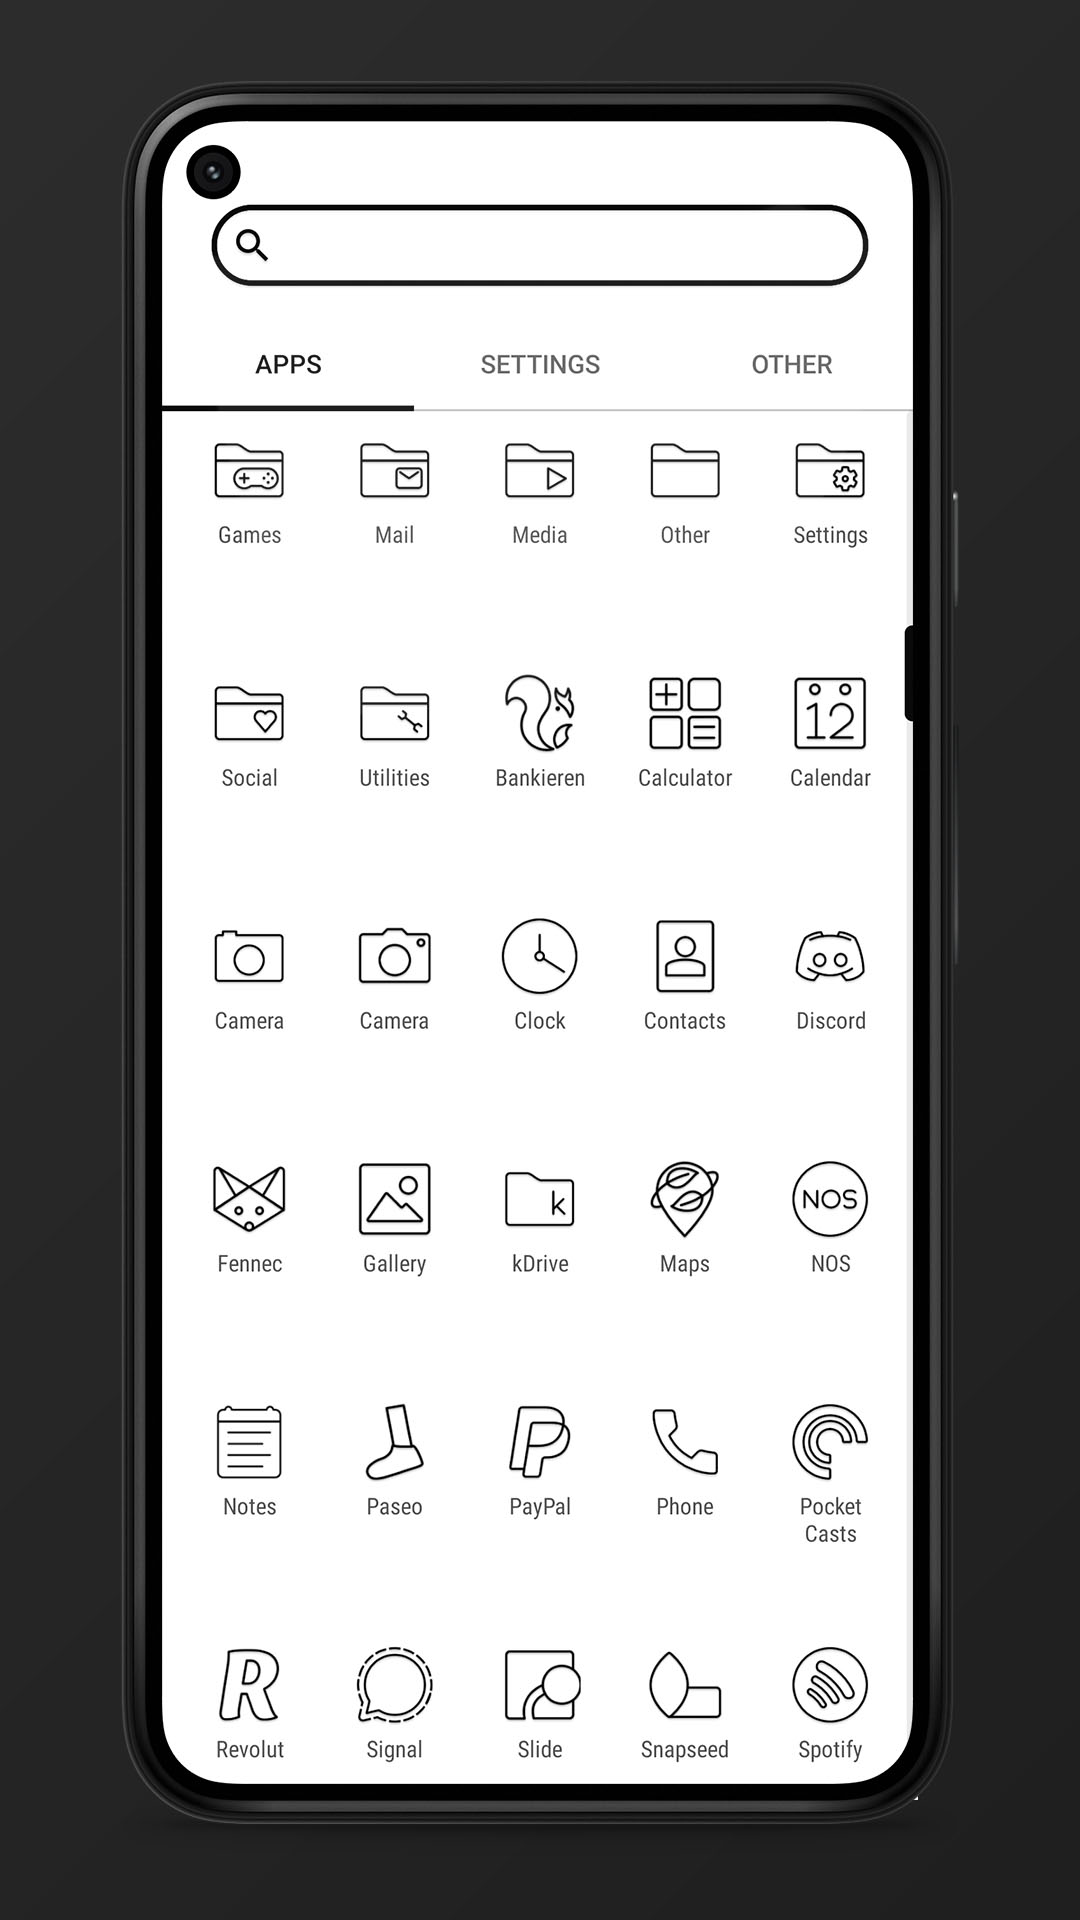 APPS SETTINGS OTHER
Games Mail Media Other Settings
12
Social Utilities Bankieren Calculator Calendar
Camera Camera Clock Contacts Discord
k NOS
Fennec Gallery kDrive Maps NOS
Notes Paseo PayPal Phone Pocket
Casts
R
Revolut Signal Slide Snapseed Spotify